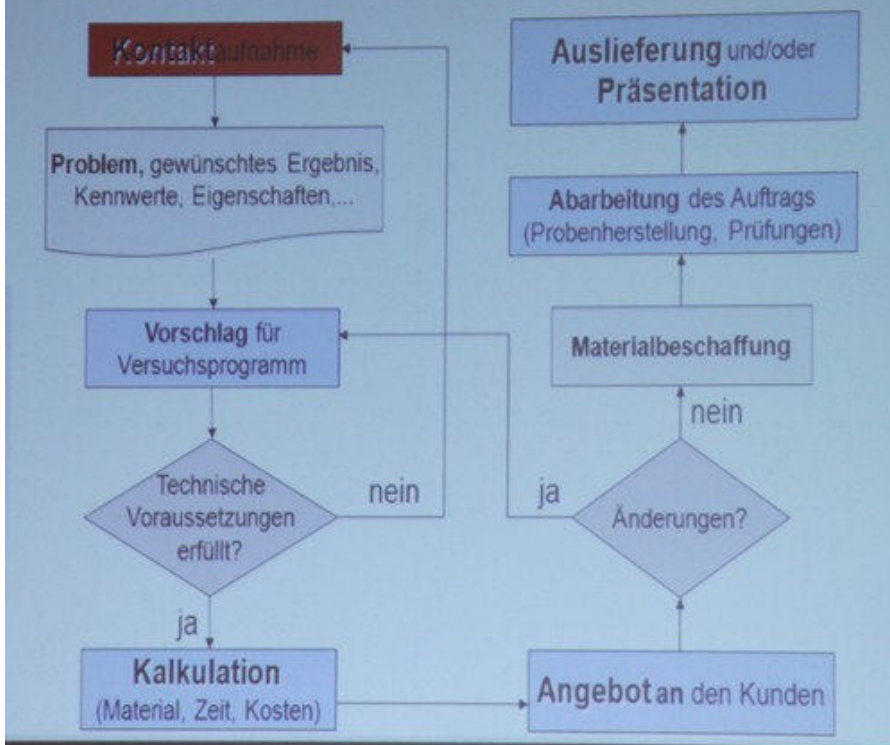 Kontaktaufnahme
Problem, gewünschtes Ergebnis,
Kennwerte, Eigenschaften,...
Vorschlag für
Versuchsprogramm
Technische
Voraussetzungen
erfüllt?
nein
ja
Kalkulation
(Material, Zeit, Kosten)
Angebot an den Kunden
Änderungen?
ja
nein
Materialbeschaffung
Abarbeitung des Auftrags
(Probenherstellung, Prüfungen)
Auslieferung und/oder
Präsentation